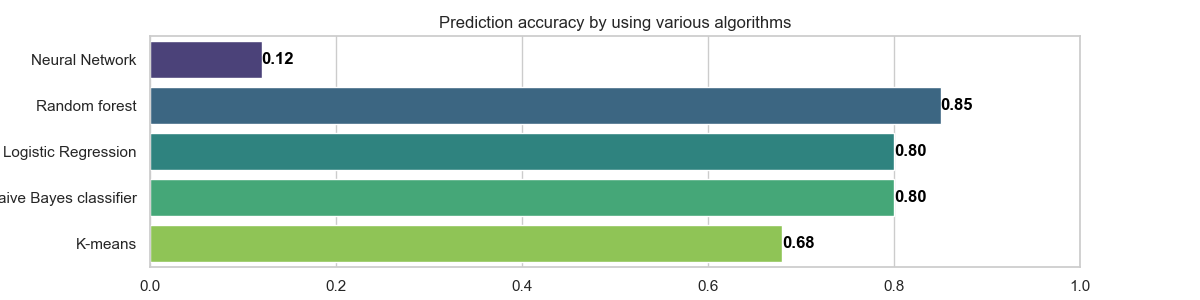 Prediction accuracy by using various algorithms
Neural Network
0.12
Random forest
0.85
Logistic Regression
0.80
aive Bayes classifier
0.80
K-means
0.68
0.0 0.2 0.4 0.6 0.8 1.0